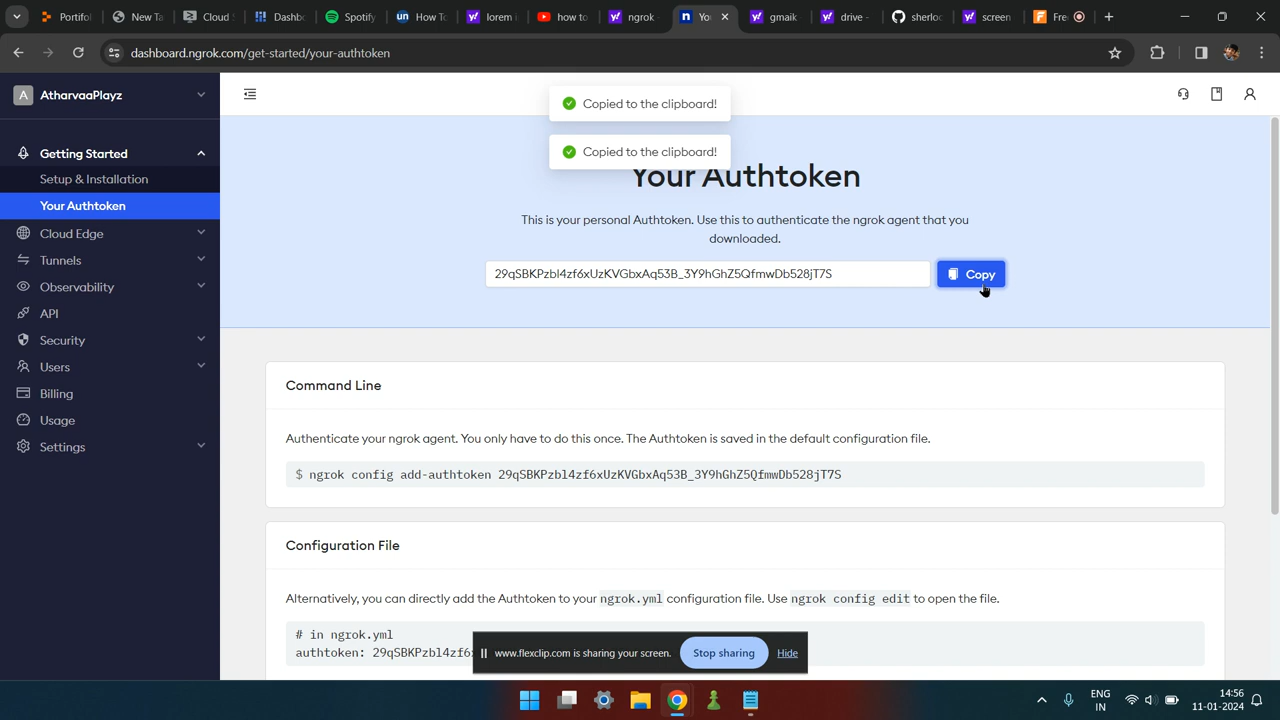 Portifol
New Ta
Cloud S
Dashbo
Spotify
How To
lorem i
how to
ngrok -
Yo
gmaik
drive -
sherloc
screen
Free
dashboard.ngrok.com/get-started/your-authtoken
A AtharvaaPlayz
Copied to the clipboard!
Copied to the clipboard!
Getting Started
Setup & Installation
Your Authtoken
Cloud Edge
Tunnels
Observability
API
Security
Users
Billing
Usage
Settings
Your Authtoken
This is your personal Authtoken. Use this to authenticate the ngrok agent that you
downloaded.
29qSBKPzbl4zf6xUzKVGbxAq53B_3Y9hGhZ5QfmwDb528jT7S
Copy
Command Line
Authenticate your ngrok agent. You only have to do this once. The Authtoken is saved in the default configuration file.
$ ngrok config add-authtoken 29qSBKPzbl4zf6xUzKVGbxAq53B_3Y9hGhZ5QfmwDb528jT7S
Configuration File
Alternatively, you can directly add the Authtoken to your ngrok.yml configuration file. Use ngrok config edit to open the file.
# in ngrok.yml
authtoken: 29qSBKPzbl4zf6x
www.flexclip.com is sharing your screen. Stop sharing Hide
ENG
IN
14:56
11-01-2024